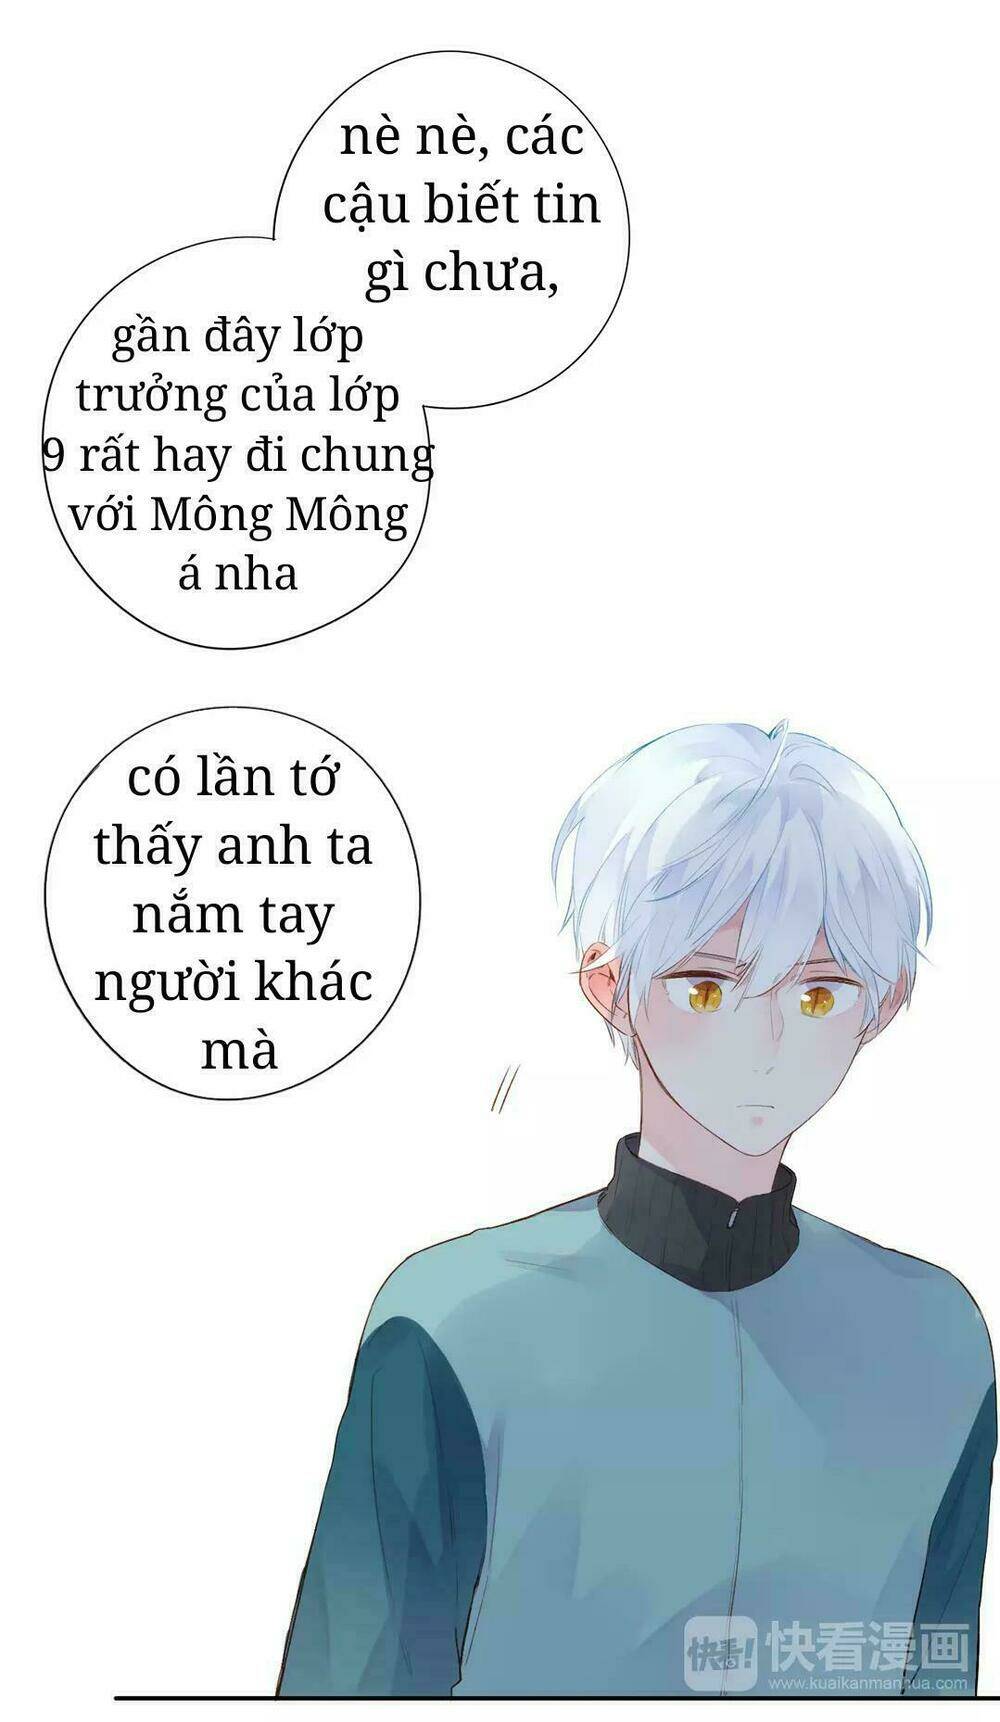 nè nè, các
cậu biết tin
gì chưa,
gần đây lớp
trưởng của lớp
9 rất hay đi chung
với Mông Mông
á nha
có lần tớ
thấy anh ta
nắm tay
người khác
mà
快看! 快看漫画
www.kuaikanmanhua.com